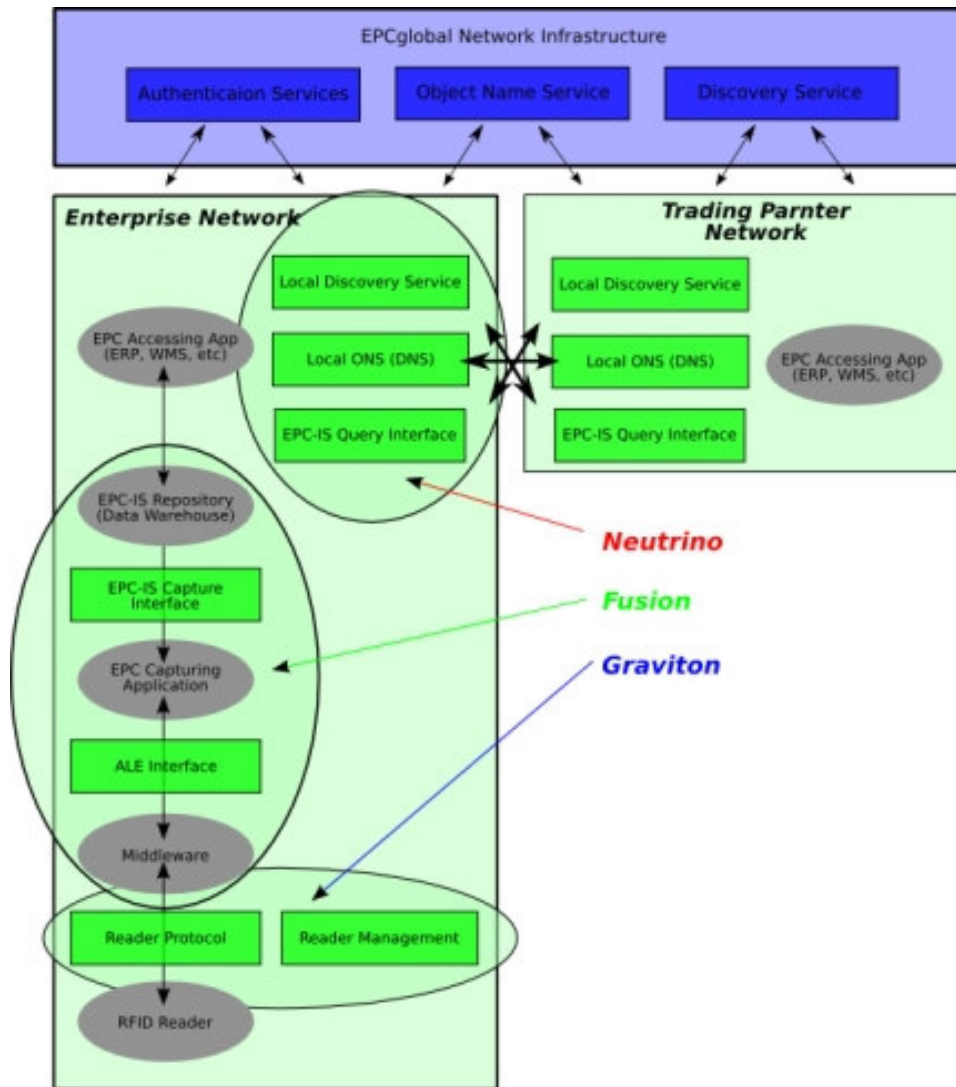 EPCglobal Network Infrastructure
Authenticaion Services
Object Name Service
Discovery Service
Enterprise Network
Local Discovery Service
EPC Accessing App
(ERP, WMS, etc)
Local ONS (DNS)
EPC-IS Query Interface
EPC-IS Repository
(Data Warehouse)
EPC-IS Capture
Interface
EPC Capturing
Application
ALE Interface
Middleware
Reader Protocol
Reader Management
RFID Reader
Trading Parnter
Network
Local Discovery Service
Local ONS (DNS)
EPC Accessing App
(ERP, WMS, etc)
EPC-IS Query Interface
Neutrino
Fusion
Graviton